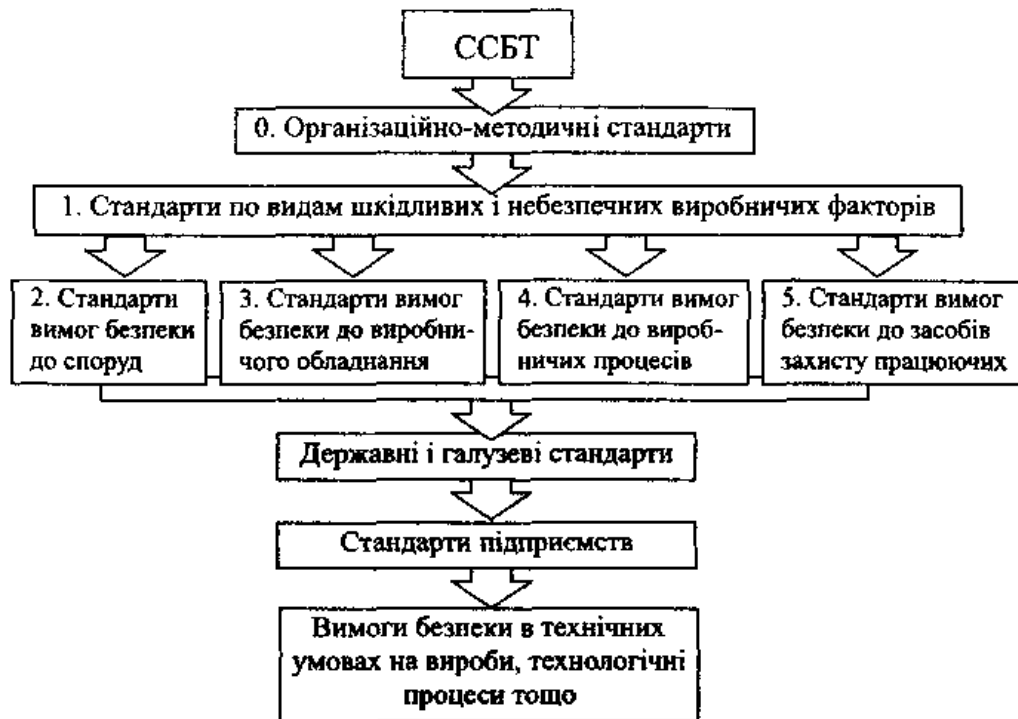 ССБТ
0. Організаційно-методичні стандарти
1. Стандарти по видам шкідливих і небезпечних виробничих факторів
2. Стандарти
вимог безпеки
до споруд
3. Стандарти вимог
безпеки до виробни-
чого обладнання
4. Стандарти вимог
безпеки до вироб-
ничих процесів
5. Стандарти вимог
безпеки до засобів
захисту працюючих
Державні і галузеві стандарти
Стандарти підприємств
Вимоги безпеки в технічних
умовах на вироби, технологічні
процеси тощо